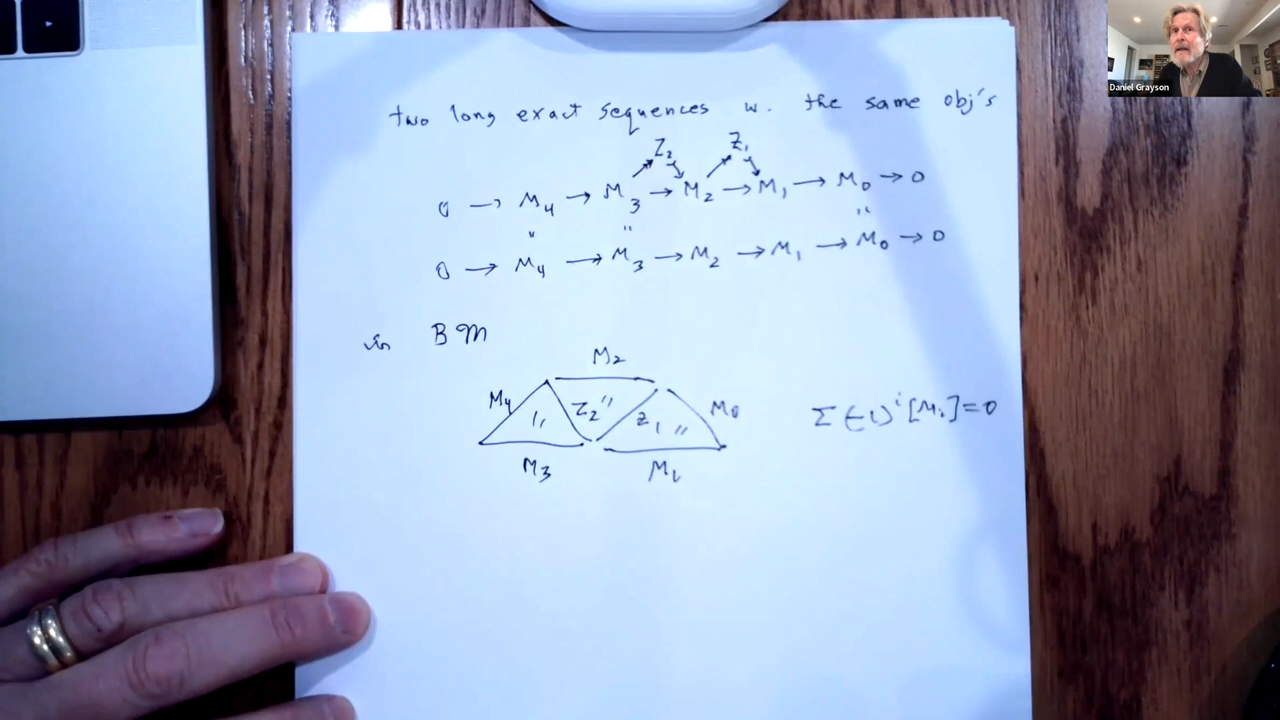 two long exact sequences w. the same obj's
Z₂ Z₁
0 → M₄ → M₃ → M₂ → M₁ → M₀ → 0
" " "
0 → M₄ → M₃ → M₂ → M₁ → M₀ → 0
in B𝔐
M₂
M₄ " Z₂" Z₁ " M₀
M₃ M₁
Σ (-1)ⁱ [Mᵢ] = 0
Daniel Grayson